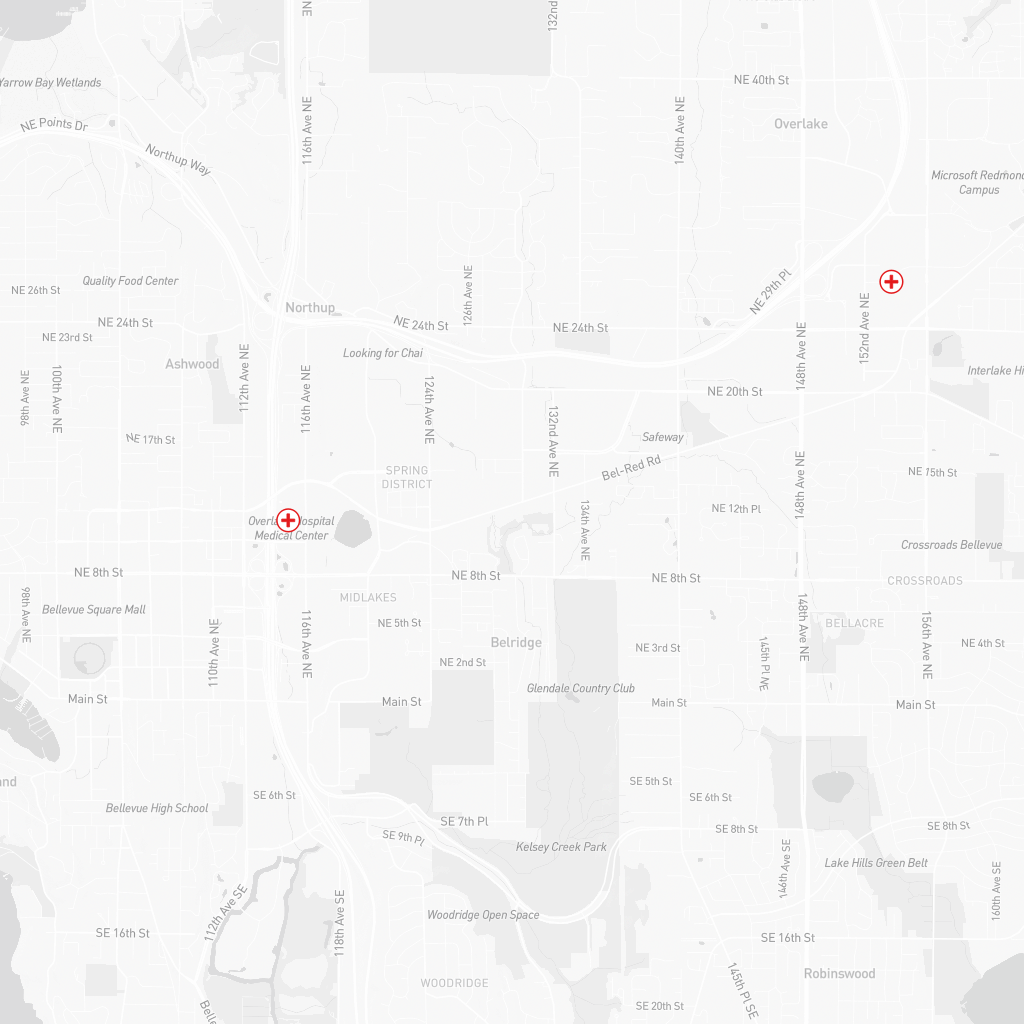 NE
132nd
Yarrow Bay Wetlands
NE 40th St
NE Points Dr
116th Ave NE
140th Ave NE
Overlake
Northup Way
Microsoft Redmond
Campus
Quality Food Center
NE 26th St
126th Ave NE
NE 29th Pl
Northup
NE 24th St
NE 24th St
NE 24th St
NE 23rd St
152nd Ave NE
148th Ave NE
Looking for Chai
Ashwood
112th Ave NE
98th Ave NE
100th Ave NE
116th Ave NE
124th Ave NE
Interlake Hi
NE 20th St
132nd Ave NE
NE 17th St
Safeway
Bel-Red Rd
SPRING
DISTRICT
148th Ave NE
NE 15th St
NE 12th Pl
134th Ave NE
Overla Hospital
Medical Center
Crossroads Bellevue
NE 8th St
NE 8th St
NE 8th St
CROSSROADS
98th Ave NE
Bellevue Square Mall
MIDLAKES
110th Ave NE
116th Ave NE
NE 5th St
148th Ave NE
BELLACRE
156th Ave NE
Belridge
NE 3rd St
145th Pl NE
NE 4th St
NE 2nd St
Glendale Country Club
Main St
Main St
Main St
Main St
and
SE 5th St
SE 6th St
SE 6th St
Bellevue High School
SE 7th Pl
SE 9th Pl
SE 8th St
SE 8th St
Kelsey Creek Park
146th Ave SE
Lake Hills Green Belt
160th Ave SE
112th Ave SE
118th Ave SE
Woodridge Open Space
SE 16th St
SE 16th St
Robinswood
WOODRIDGE
145th Pl SE
SE 20th St
Belle